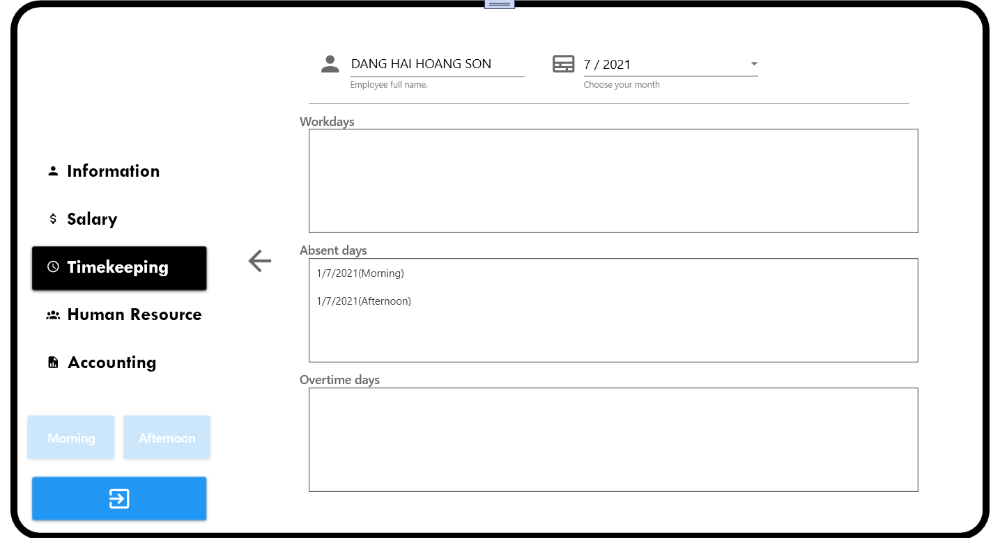 DANG HAI HOANG SON
7 / 2021
Employee full name.
Choose your month
Workdays
Information
Salary
Absent days
Timekeeping
1/7/2021(Morning)
1/7/2021(Afternoon)
Human Resource
Accounting
Overtime days
Morning
Afternoon